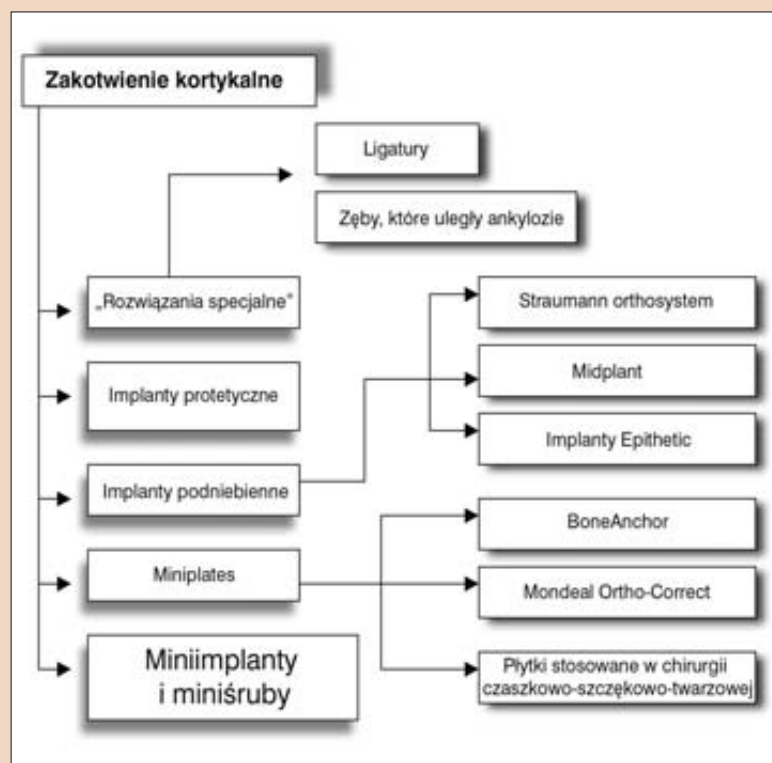 Zakotwienie kortykalne
Ligatury
Zęby, które uległy ankylozie
„Rozwiązania specjalne"
Straumann orthosystem
Implanty protetyczne
Midplant
Implanty Epithetic
Implanty podniebienne
BoneAnchor
Miniplates
Mondeal Ortho-Correct
Miniimplanty
i miniśruby
Płytki stosowane w chirurgii
czaszkowo-szczękowo-twarzowej